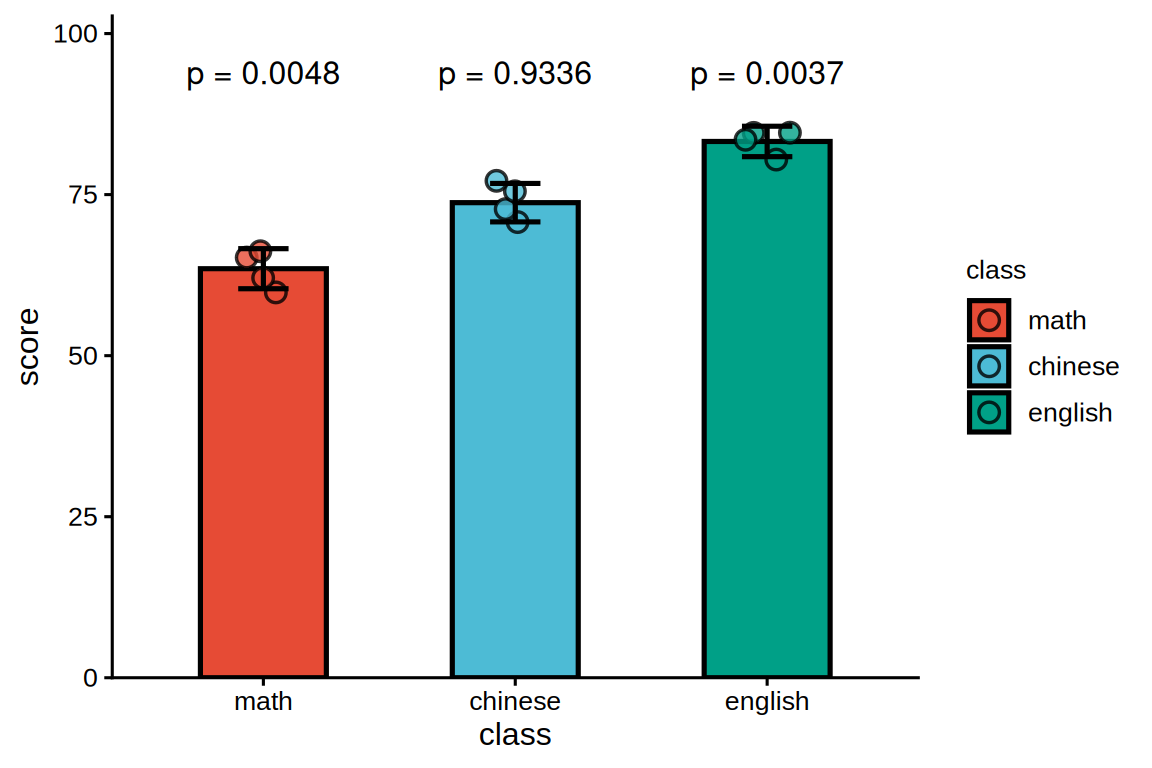 100
p = 0.0048
p = 0.9336
p = 0.0037
75
50
25
0
score
math
chinese
english
class
class
math
chinese
english